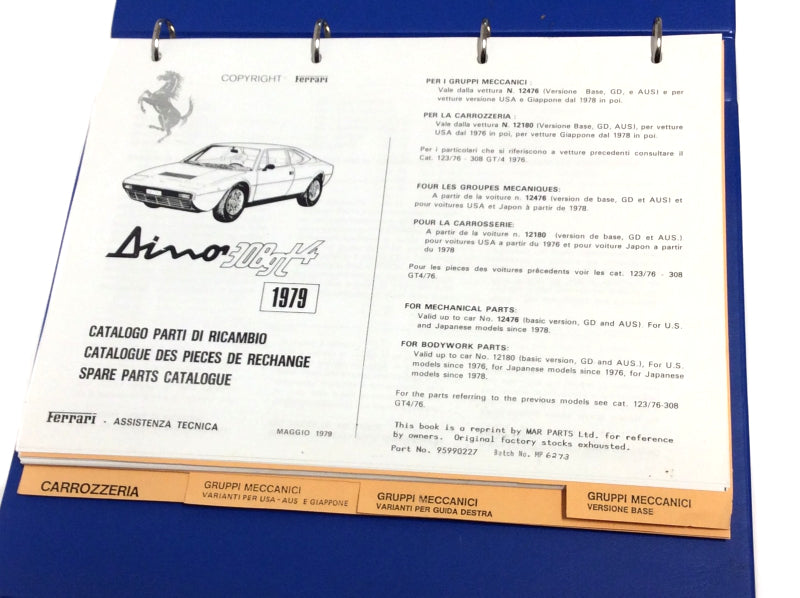 COPYRIGHT Ferrari
Dino 308gt4
1979
CATALOGO PARTI DI RICAMBIO
CATALOGUE DES PIECES DE RECHANGE
SPARE PARTS CATALOGUE
Ferrari - ASSISTENZA TECNICA
MAGGIO 1979
PER I GRUPPI MECCANICI :
Vale dalla vettura N. 12476 (Versione Base, GD, e AUS) e per
vetture versione USA e Giappone dal 1978 in poi.
PER LA CARROZZERIA :
Vale dalla vettura N. 12180 (Versione Base, GD, AUS), per vetture
USA dal 1976 in poi, per vetture Giappone dal 1978 in poi.
Per i particolari che si riferiscono a vetture precedenti consultare il
Cat. 123/76 - 308 GT/4 1976.
FOUR LES GROUPES MECANIQUES:
A partir de la voiture n. 12476 (version de base, GD et AUS) et
pour voitures USA et Japon à partir de 1978.
POUR LA CARROSSERIE:
A partir de la voiture n. 12180 (version de base, GD et AUS.)
pour voitures USA a partir du 1976 et pour voiture Japon a partir
du 1978
Pour les pieces des voitures précedents voir les cat. 123/76 - 308
GT4/76.
FOR MECHANICAL PARTS:
Valid up to car No. 12476 (basic version, GD and AUS). For U.S.
and Japanese models since 1978.
FOR BODYWORK PARTS:
Valid up to car No. 12180 (basic version, GD and AUS.), For U.S.
models since 1976, for Japanese models since 1976, for Japanese
models since 1978.
For the parts referring to the previous models see cat. 123/76-308
GT4/76.
This book is a reprint by MAR PARTS Ltd. for reference
by owners. Original factory stocks exhausted.
Part No. 95990227 Batch No. MP 6273
CARROZZERIA
GRUPPI MECCANICI
VARIANTI PER USA - AUS E GIAPPONE
GRUPPI MECCANICI
VARIANTI PER GUIDA DESTRA
GRUPPI MECCANICI
VERSIONE BASE